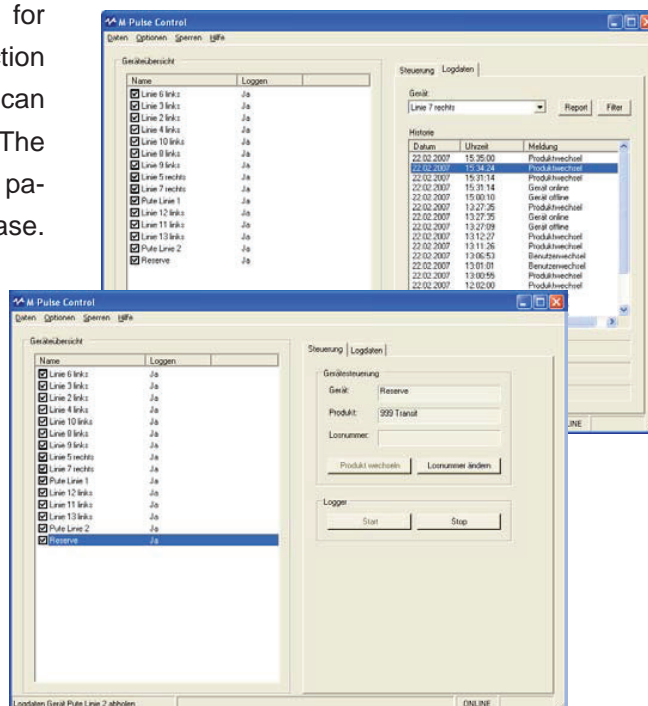 for
ction
can
The
pa-
ase.
M Pulse Control
Daten Optionen Sperren Hilfe
Geräteübersicht
Name Loggen
Linie 6 links Ja
Linie 3 links Ja
Linie 2 links Ja
Linie 4 links Ja
Linie 10 links Ja
Linie 8 links Ja
Linie 9 links Ja
Linie 5 rechts Ja
Linie 7 rechts Ja
Pute Linie 1 Ja
Linie 12 links Ja
Linie 11 links Ja
Linie 13 links Ja
Pute Linie 2 Ja
Reserve Ja
Steuerung Logdaten
Gerät:
Linie 7 rechts Report Filter
Historie
Datum Uhrzeit Meldung
22.02.2007 15:35:00 Produktwechsel
22.02.2007 15:34:24 Produktwechsel
22.02.2007 15:31:14 Produktwechsel
22.02.2007 15:31:14 Gerät online
22.02.2007 15:00:10 Gerät offline
22.02.2007 13:27:35 Produktwechsel
22.02.2007 13:27:35 Gerät online
22.02.2007 13:27:09 Gerät offline
22.02.2007 13:12:27 Produktwechsel
22.02.2007 13:11:26 Produktwechsel
22.02.2007 13:06:53 Benutzerwechsel
22.02.2007 13:01:01 Benutzerwechsel
22.02.2007 13:00:55 Produktwechsel
22.02.2007 12:02:00 Produktwechsel
INE
M Pulse Control
Daten Optionen Sperren Hilfe
Geräteübersicht
Name Loggen
Linie 6 links Ja
Linie 3 links Ja
Linie 2 links Ja
Linie 4 links Ja
Linie 10 links Ja
Linie 8 links Ja
Linie 9 links Ja
Linie 5 rechts Ja
Linie 7 rechts Ja
Pute Linie 1 Ja
Linie 12 links Ja
Linie 11 links Ja
Linie 13 links Ja
Pute Linie 2 Ja
Reserve Ja
Steuerung Logdaten
Gerätesteuerung
Gerät: Reserve
Produkt: 999 Transit
Losnummer:
Produkt wechseln Losnummer ändern
Logger
Start Stop
Logdaten Gerät Pute Linie 2 abholen ONLINE